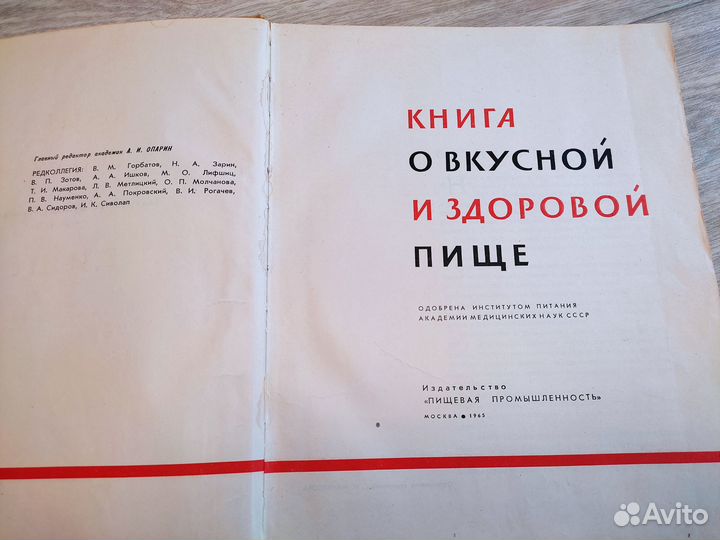 Главный редактор академик А. И. ОПАРИН
РЕДКОЛЛЕГИЯ: В. М. Горбатов, Н. А. Зарин,
В. П. Зотов, А. А. Ишков, М. О. Лифшиц,
Т. И. Макарова, Л. В. Метлицкий, О. П. Молчанова,
П. В. Науменко, А. А. Покровский, В. И. Рогачев,
В. А. Сидоров, И. К. Сиволап
КНИГА
О ВКУСНОЙ
И ЗДОРОВОЙ
ПИЩЕ
ОДОБРЕНА ИНСТИТУТОМ ПИТАНИЯ
АКАДЕМИИ МЕДИЦИНСКИХ НАУК СССР
Издательство
«ПИЩЕВАЯ ПРОМЫШЛЕННОСТЬ»
МОСКВА ● 1965
Avito